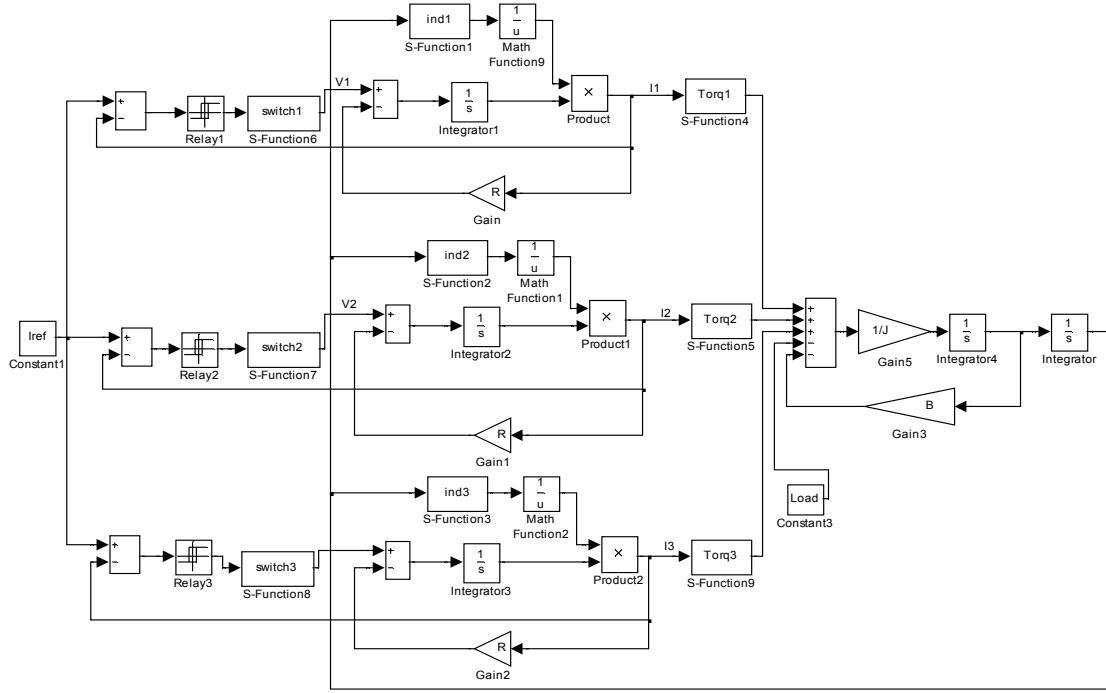 ind1
S-Function1
1
u
Math
Function9
V1
+
−
1
s
Integrator1
×
Product
I1
Torq1
S-Function4
+
−
Relay1
switch1
S-Function6
R
Gain
ind2
S-Function2
1
u
Math
Function1
V2
+
−
1
s
Integrator2
×
Product1
I2
Torq2
S-Function5
Iref
Constant1
+
−
Relay2
switch2
S-Function7
R
Gain1
+
+
+
−
−
1/J
Gain5
1
s
Integrator4
1
s
Integrator
B
Gain3
Load
Constant3
ind3
S-Function3
1
u
Math
Function2
+
−
1
s
Integrator3
×
Product2
I3
Torq3
S-Function9
+
−
Relay3
switch3
S-Function8
R
Gain2